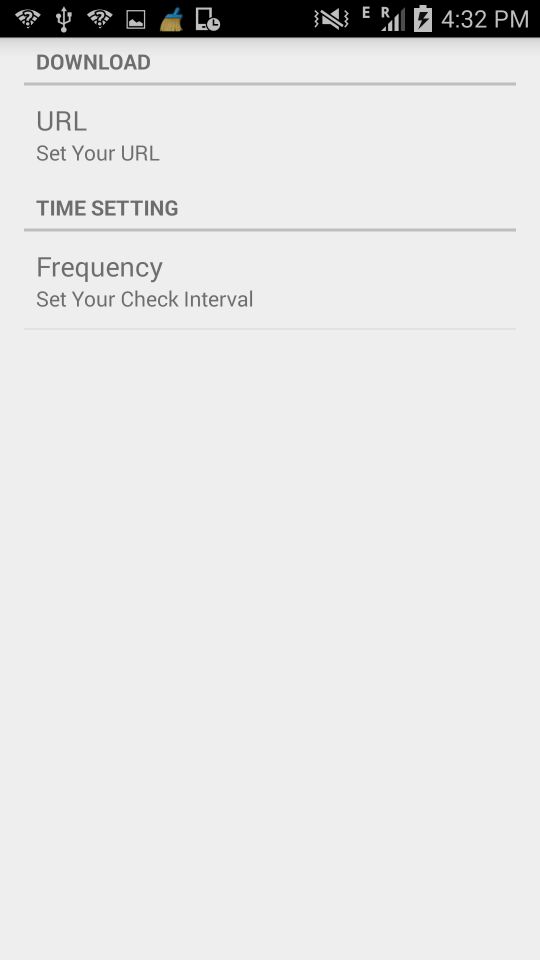 E R 4:32 PM
DOWNLOAD
URL
Set Your URL
TIME SETTING
Frequency
Set Your Check Interval